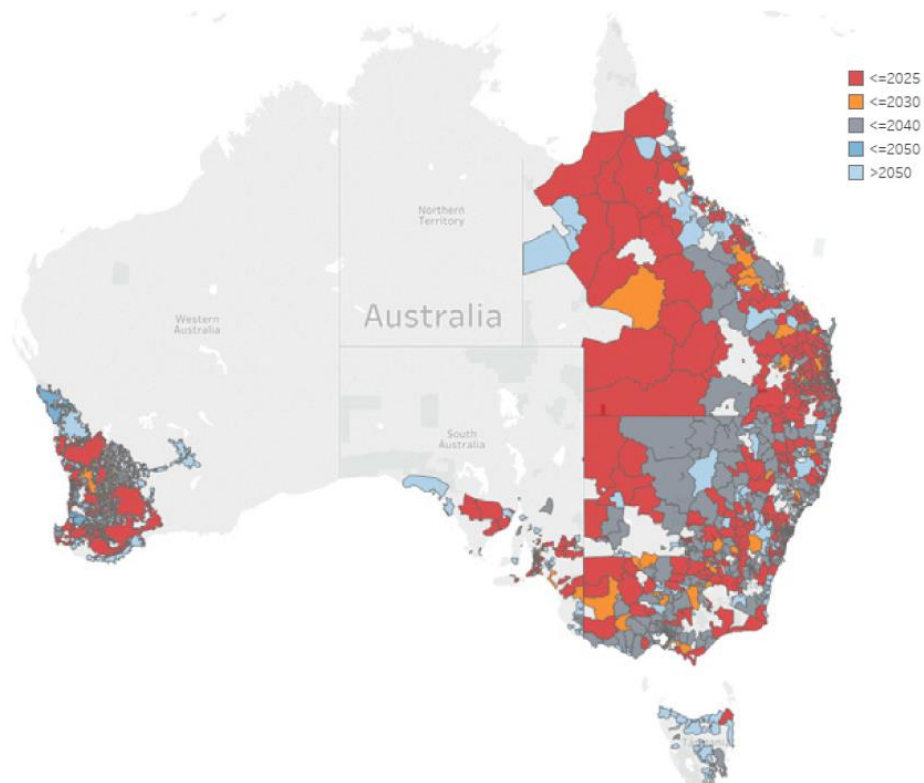 <=2025
<=2030
<=2040
<=2050
>2050
Northern
Territory
Australia
Western
Australia
South
Australia